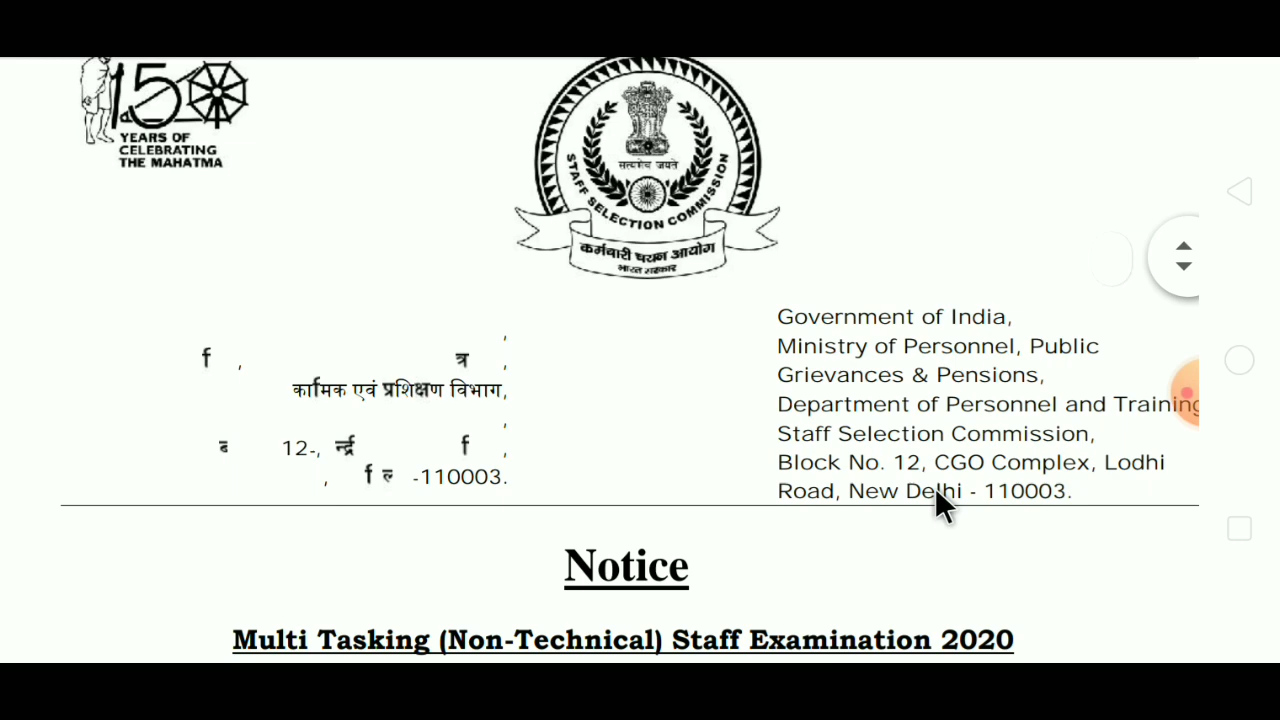 150
YEARS OF
CELEBRATING
THE MAHATMA
सत्यमेव जयते
STAFF SELECTION COMMISSION
कर्मचारी चयन आयोग
भारत सरकार
,
,
त्र ,
कार्मिक एवं प्रशिक्षण विभाग,
,
12-, ,
, -110003.
Government of India,
Ministry of Personnel, Public
Grievances & Pensions,
Department of Personnel and Training
Staff Selection Commission,
Block No. 12, CGO Complex, Lodhi
Road, New Delhi - 110003.
Notice
Multi Tasking (Non-Technical) Staff Examination 2020